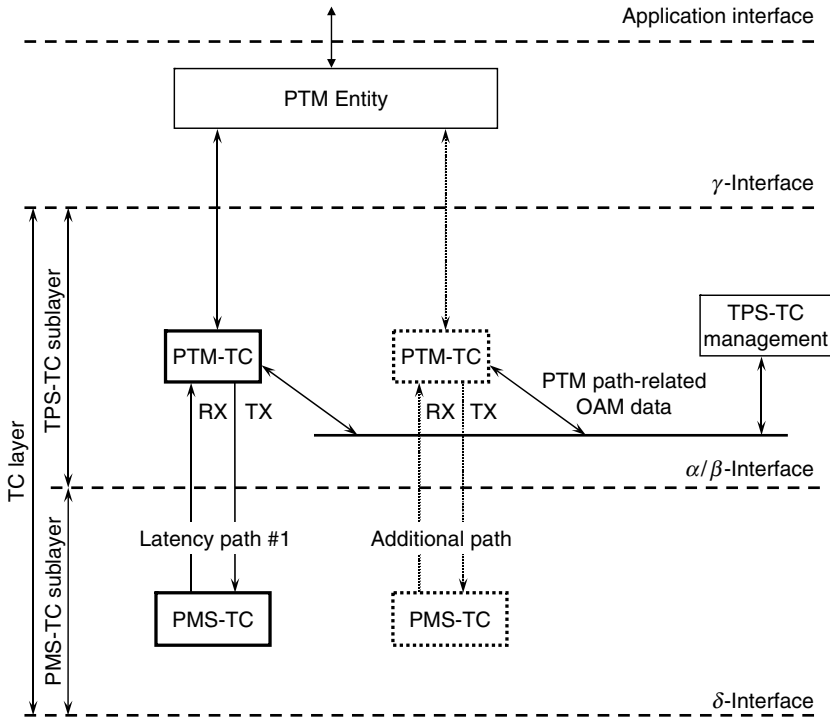 Application interface
PTM Entity
γ-Interface
TC layer
TPS-TC sublayer
PTM-TC
PTM-TC
TPS-TC
management
PTM path-related
OAM data
RX TX
RX TX
α/β-Interface
PMS-TC sublayer
Latency path #1
Additional path
PMS-TC
PMS-TC
δ-Interface